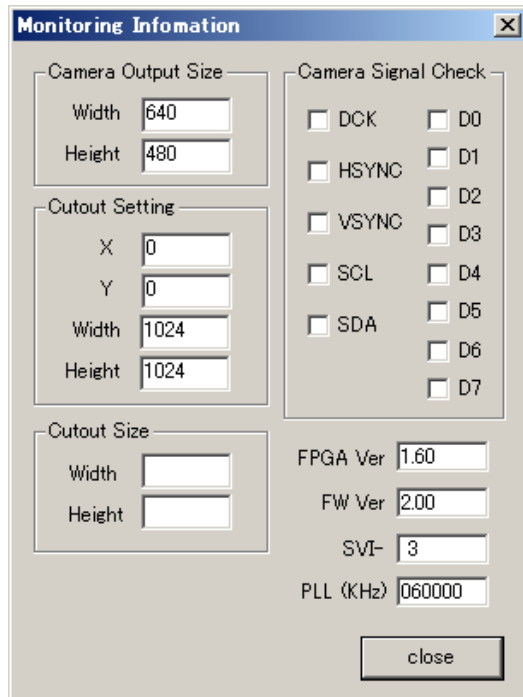 Monitoring Infomation
Camera Output Size
Width 640
Height 480
Cutout Setting
X 0
Y 0
Width 1024
Height 1024
Cutout Size
Width
Height
Camera Signal Check
DCK
HSYNC
VSYNC
SCL
SDA
D0
D1
D2
D3
D4
D5
D6
D7
FPGA Ver 1.60
FW Ver 2.00
SVI- 3
PLL (KHz) 060000
close